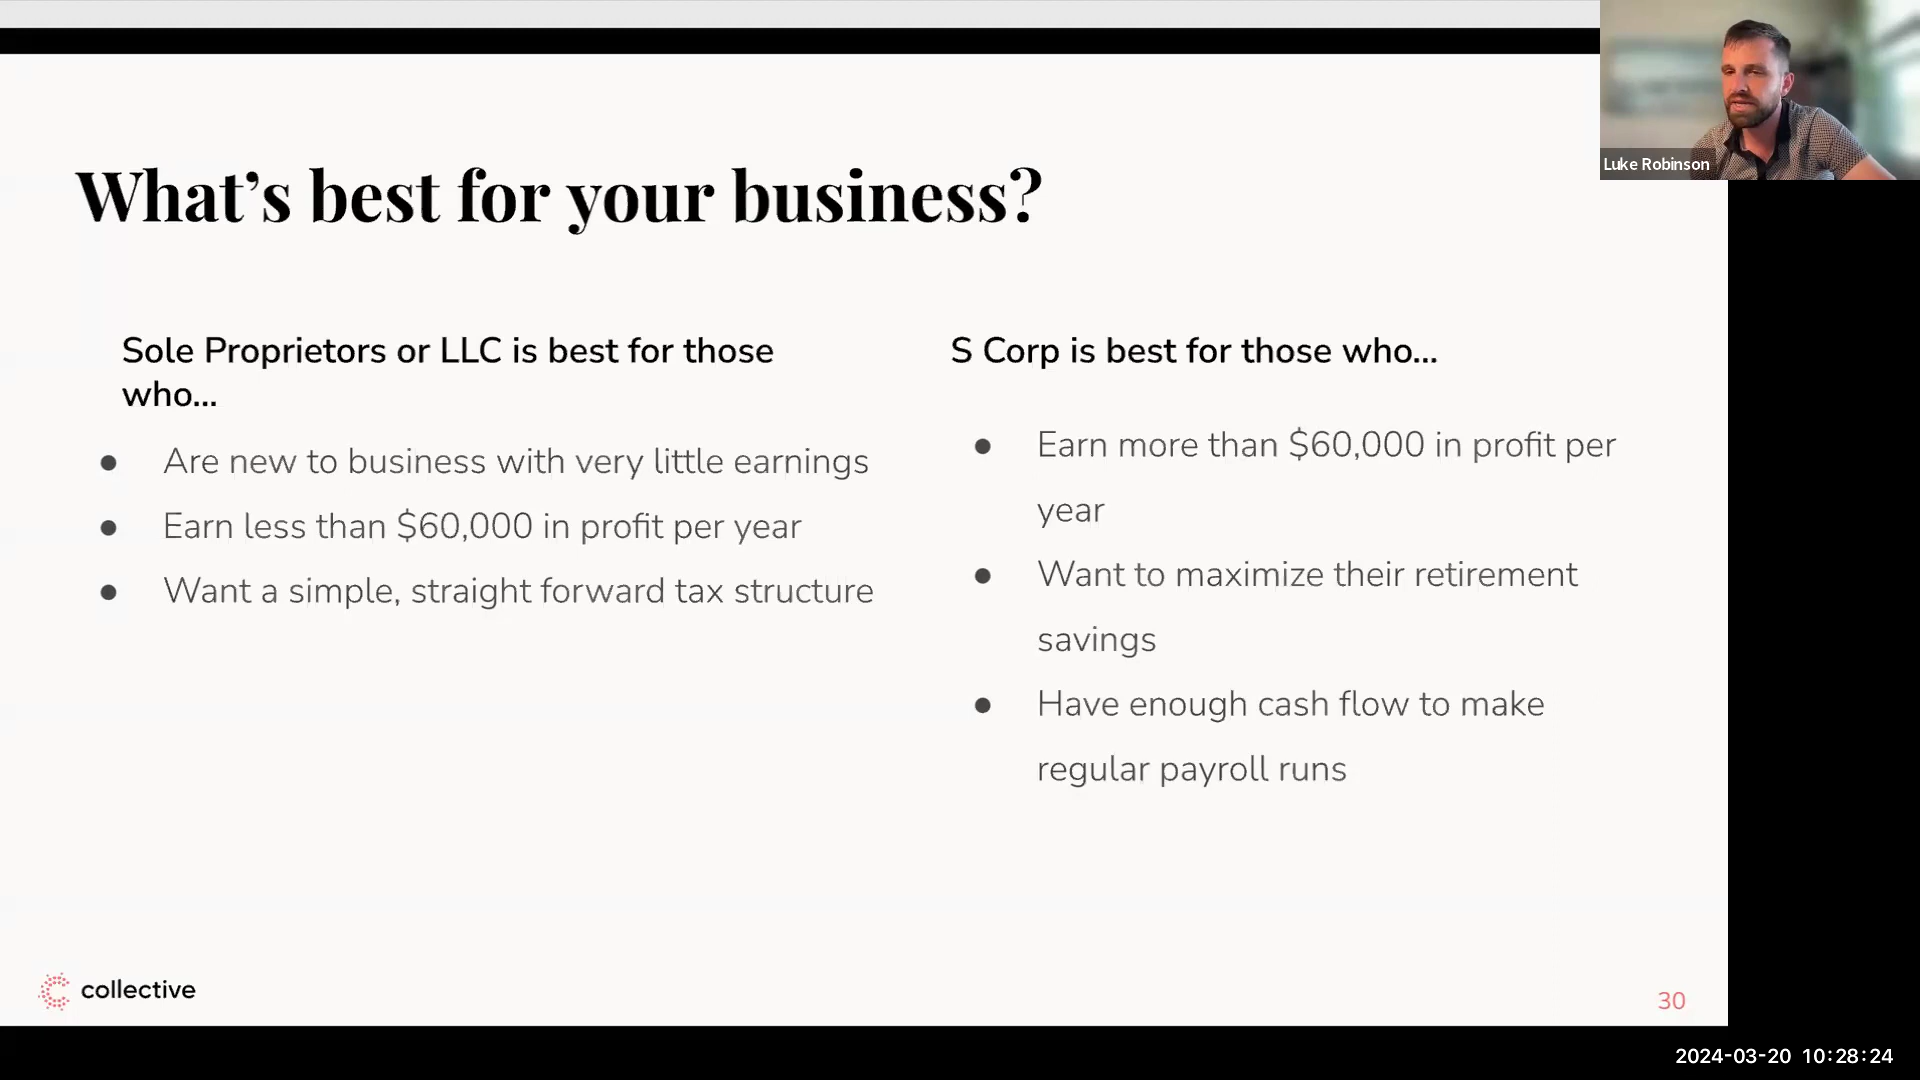 Luke Robinson
What’s best for your business?
Sole Proprietors or LLC is best for those
who...
● Are new to business with very little earnings
● Earn less than $60,000 in profit per year
● Want a simple, straight forward tax structure
S Corp is best for those who...
● Earn more than $60,000 in profit per
year
● Want to maximize their retirement
savings
● Have enough cash flow to make
regular payroll runs
collective
30
2024-03-20 10:28:24